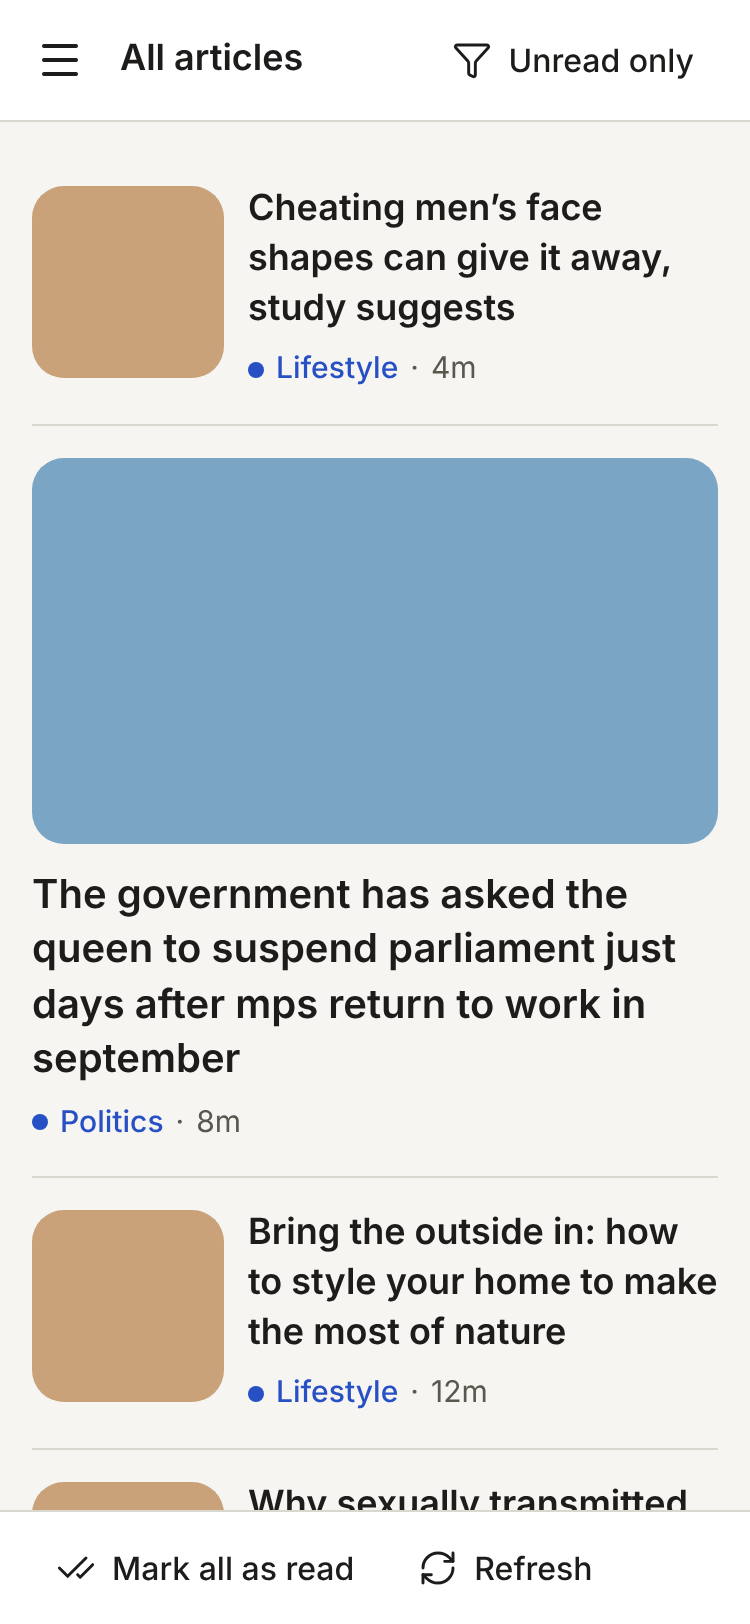 All articles
Unread only
Cheating men’s face
shapes can give it away,
study suggests
Lifestyle · 4m
The government has asked the
queen to suspend parliament just
days after mps return to work in
september
Politics · 8m
Bring the outside in: how
to style your home to make
the most of nature
Lifestyle · 12m
Why sexually transmitted
Mark all as read
Refresh